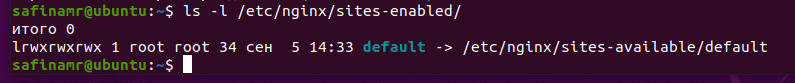 safinamr@ubuntu:~$ ls -l /etc/nginx/sites-enabled/
итого 0
lrwxrwxrwx 1 root root 34 сен  5 14:33 default -> /etc/nginx/sites-available/default
safinamr@ubuntu:~$